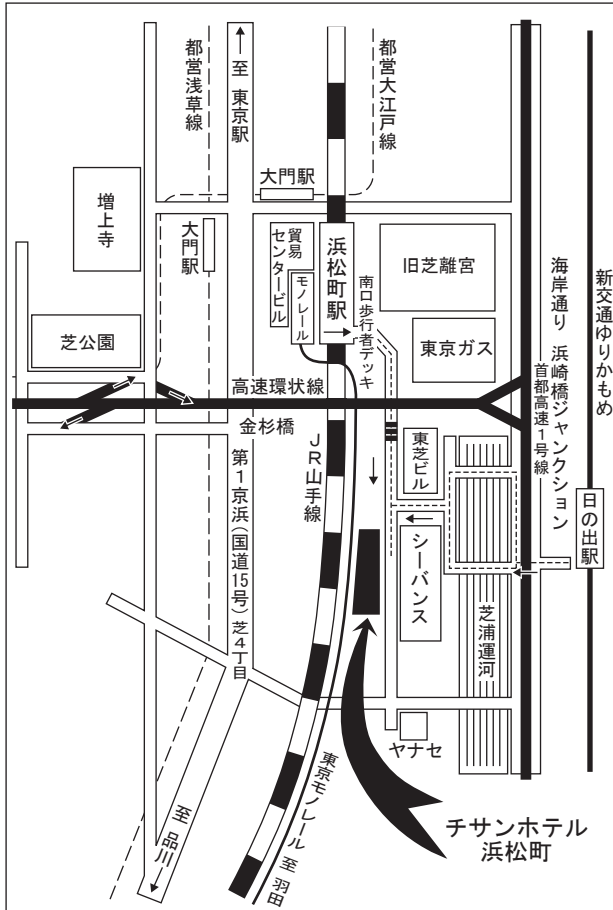 都営浅草線
至 東京駅
都営大江戸線
大門駅
増上寺
大門駅
貿易
センタービル
モノレール
浜松町駅
南口歩行者デッキ
旧芝離宮
東京ガス
海岸通り
浜崎橋ジャンクション
首都高速1号線
新交通ゆりかもめ
芝公園
高速環状線
金杉橋
JR山手線
東芝ビル
日の出駅
第1京浜(国道15号)芝4丁目
シーバンス
芝浦運河
ヤナセ
東京モノレール 至 羽田
至 品川
チサンホテル
浜松町